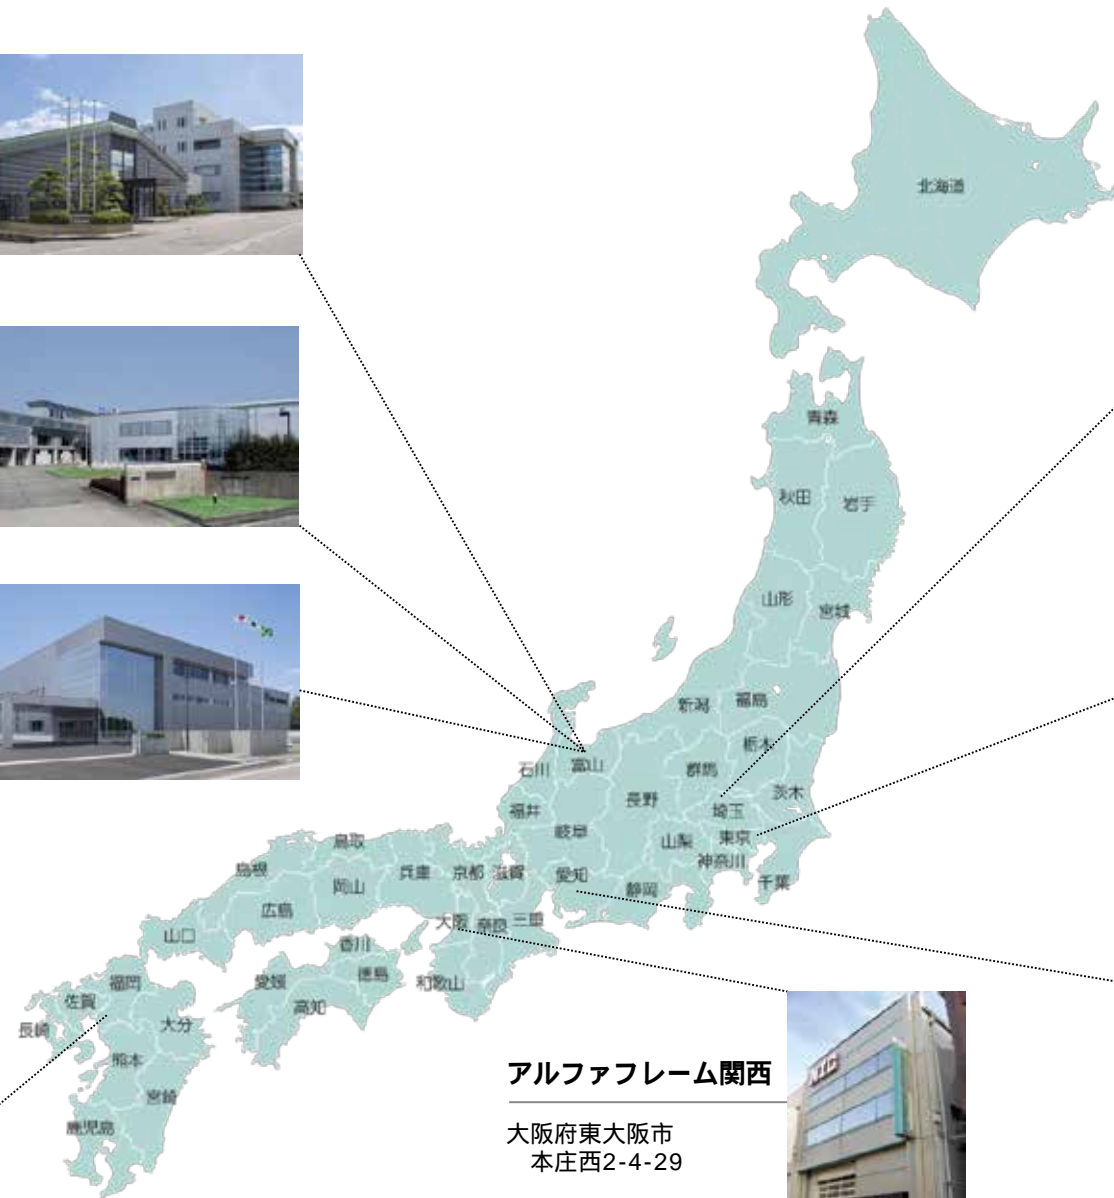 北海道
青森
秋田
岩手
山形
宮城
新潟
福島
栃木
群馬
石川
富山
茨木
長野
埼玉
福井
岐阜
東京
山梨
神奈川
鳥取
島根
兵庫
京都
滋賀
愛知
千葉
岡山
静岡
広島
大阪
奈良
三重
山口
香川
徳島
愛媛
和歌山
福岡
高知
佐賀
長崎
大分
熊本
宮崎
鹿児島
アルファフレーム関西
大阪府東大阪市
本庄西2-4-29
NIC